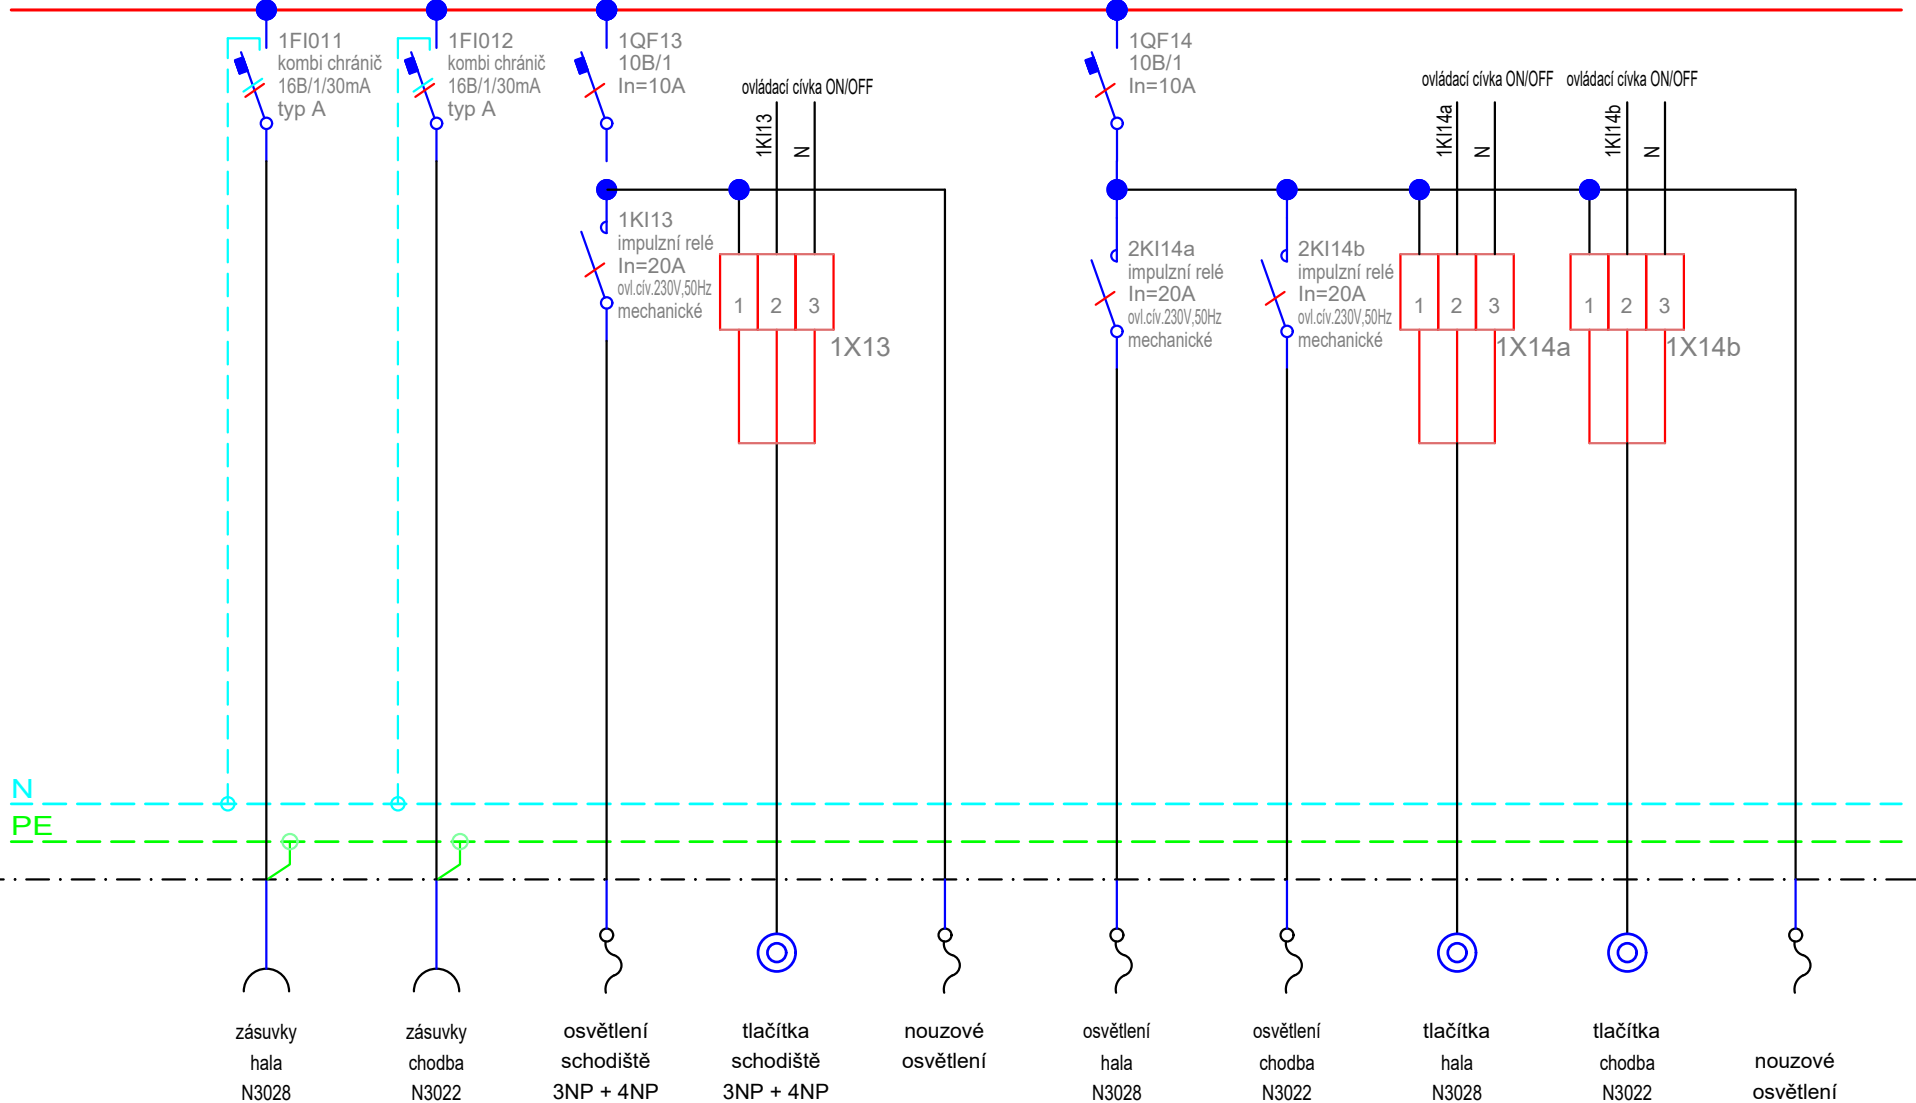 1FI011
kombi chránič
16B/1/30mA
typ A
1FI012
kombi chránič
16B/1/30mA
typ A
1QF13
10B/1
In=10A
ovládací cívka ON/OFF
1KI13
N
1QF14
10B/1
In=10A
ovládací cívka ON/OFF
1KI14a
N
ovládací cívka ON/OFF
1KI14b
N
1KI13
impulzní relé
In=20A
ovl.cív.230V,50Hz
mechanické
1 2 3
1X13
2KI14a
impulzní relé
In=20A
ovl.cív.230V,50Hz
mechanické
2KI14b
impulzní relé
In=20A
ovl.cív.230V,50Hz
mechanické
1 2 3
1X14a
1 2 3
1X14b
N
PE
zásuvky
hala
N3028
zásuvky
chodba
N3022
osvětlení
schodiště
3NP + 4NP
tlačítka
schodiště
3NP + 4NP
nouzové
osvětlení
osvětlení
hala
N3028
osvětlení
chodba
N3022
tlačítka
hala
N3028
tlačítka
chodba
N3022
nouzové
osvětlení